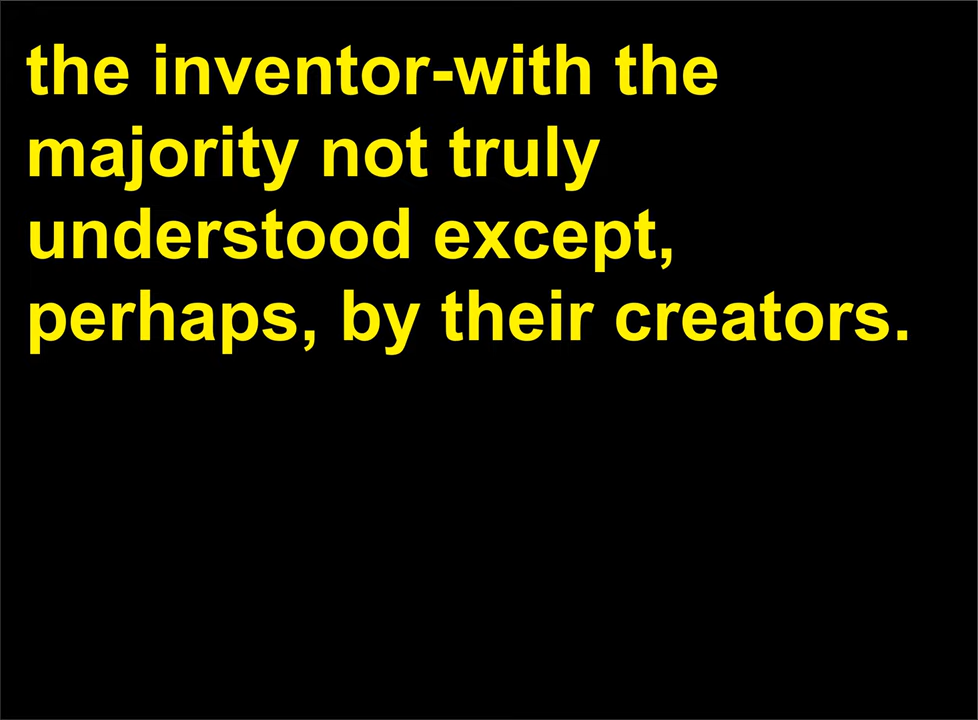 the inventor-with the
majority not truly
understood except,
perhaps, by their creators.